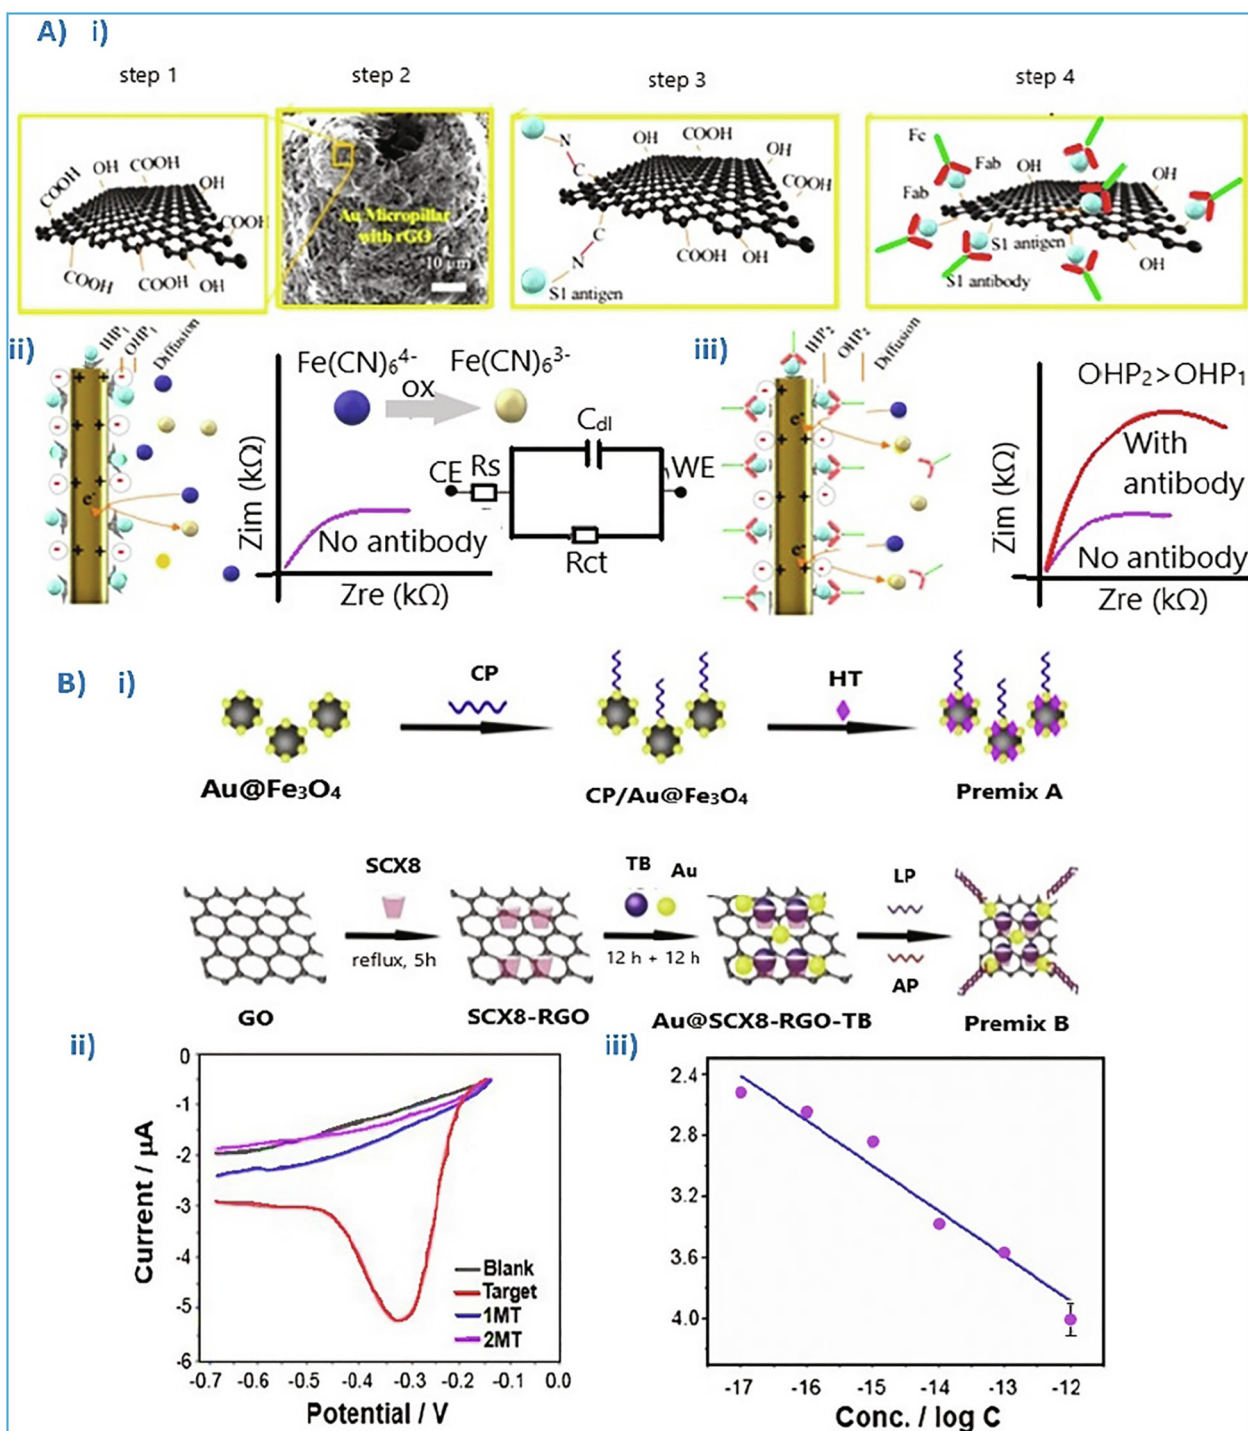 A) i)
step 1
step 2
step 3
step 4
COOH
OH
COOH
OH
COOH
COOH
COOH
OH
Au Micropillar
with rGO
10 μm
N
C
OH
COOH
OH
COOH
C
N
COOH
OH
S1 antigen
Fc
Fab
Fab
OH
OH
S1 antigen
S1 antibody
OH
ii)
IHP₁
OHP₁
Diffusion
e⁻
Fe(CN)₆⁴⁻
ox
Fe(CN)₆³⁻
Zim (kΩ)
No antibody
Zre (kΩ)
CE
Rs
Cdl
WE
Rct
iii)
IHP₂
OHP₂
Diffusion
e⁻
e⁻
OHP₂>OHP₁
Zim (kΩ)
With
antibody
No antibody
Zre (kΩ)
B) i)
CP
HT
Au@Fe₃O₄
CP/Au@Fe₃O₄
Premix A
SCX8
TB
Au
LP
reflux, 5h
12 h + 12 h
AP
GO
SCX8-RGO
Au@SCX8-RGO-TB
Premix B
ii)
0
-1
-2
-3
-4
-5
-6
Current / μA
Blank
Target
1MT
2MT
-0.7 -0.6 -0.5 -0.4 -0.3 -0.2 -0.1 0.0
Potential / V
iii)
2.4
2.8
3.2
3.6
4.0
-17 -16 -15 -14 -13 -12
Conc. / log C